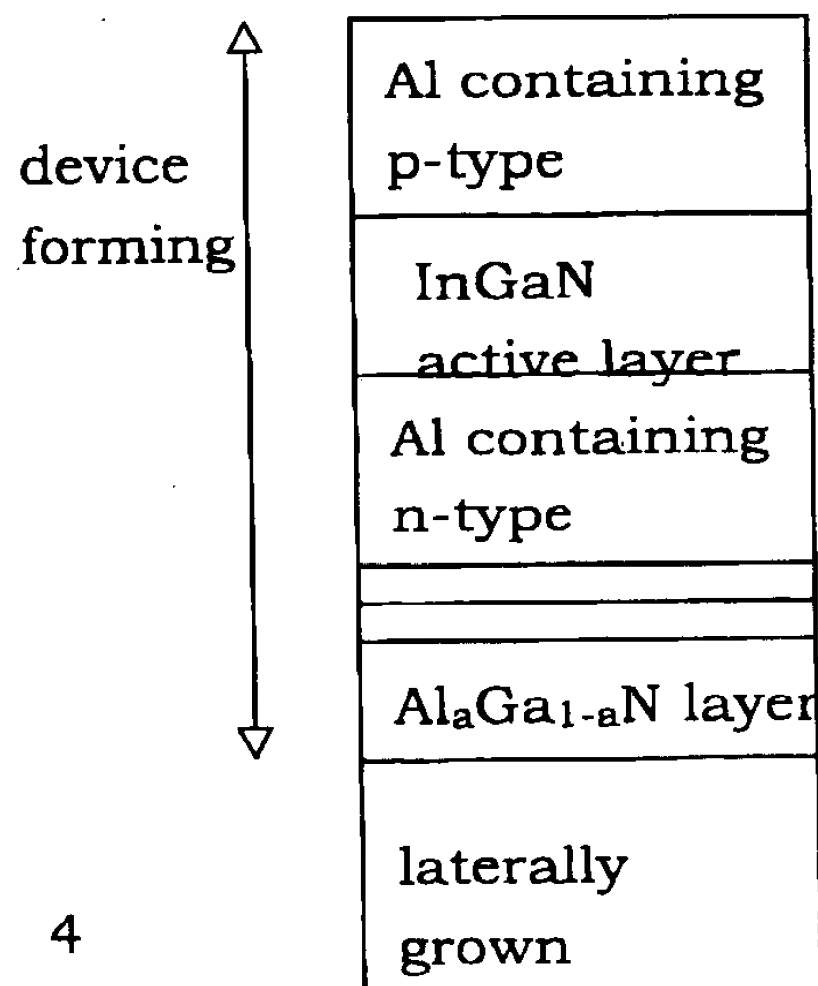 Al containing
p-type
device
forming
InGaN
active layer
Al containing
n-type
AlₐGa₁₋ₐN layer
laterally
grown
4